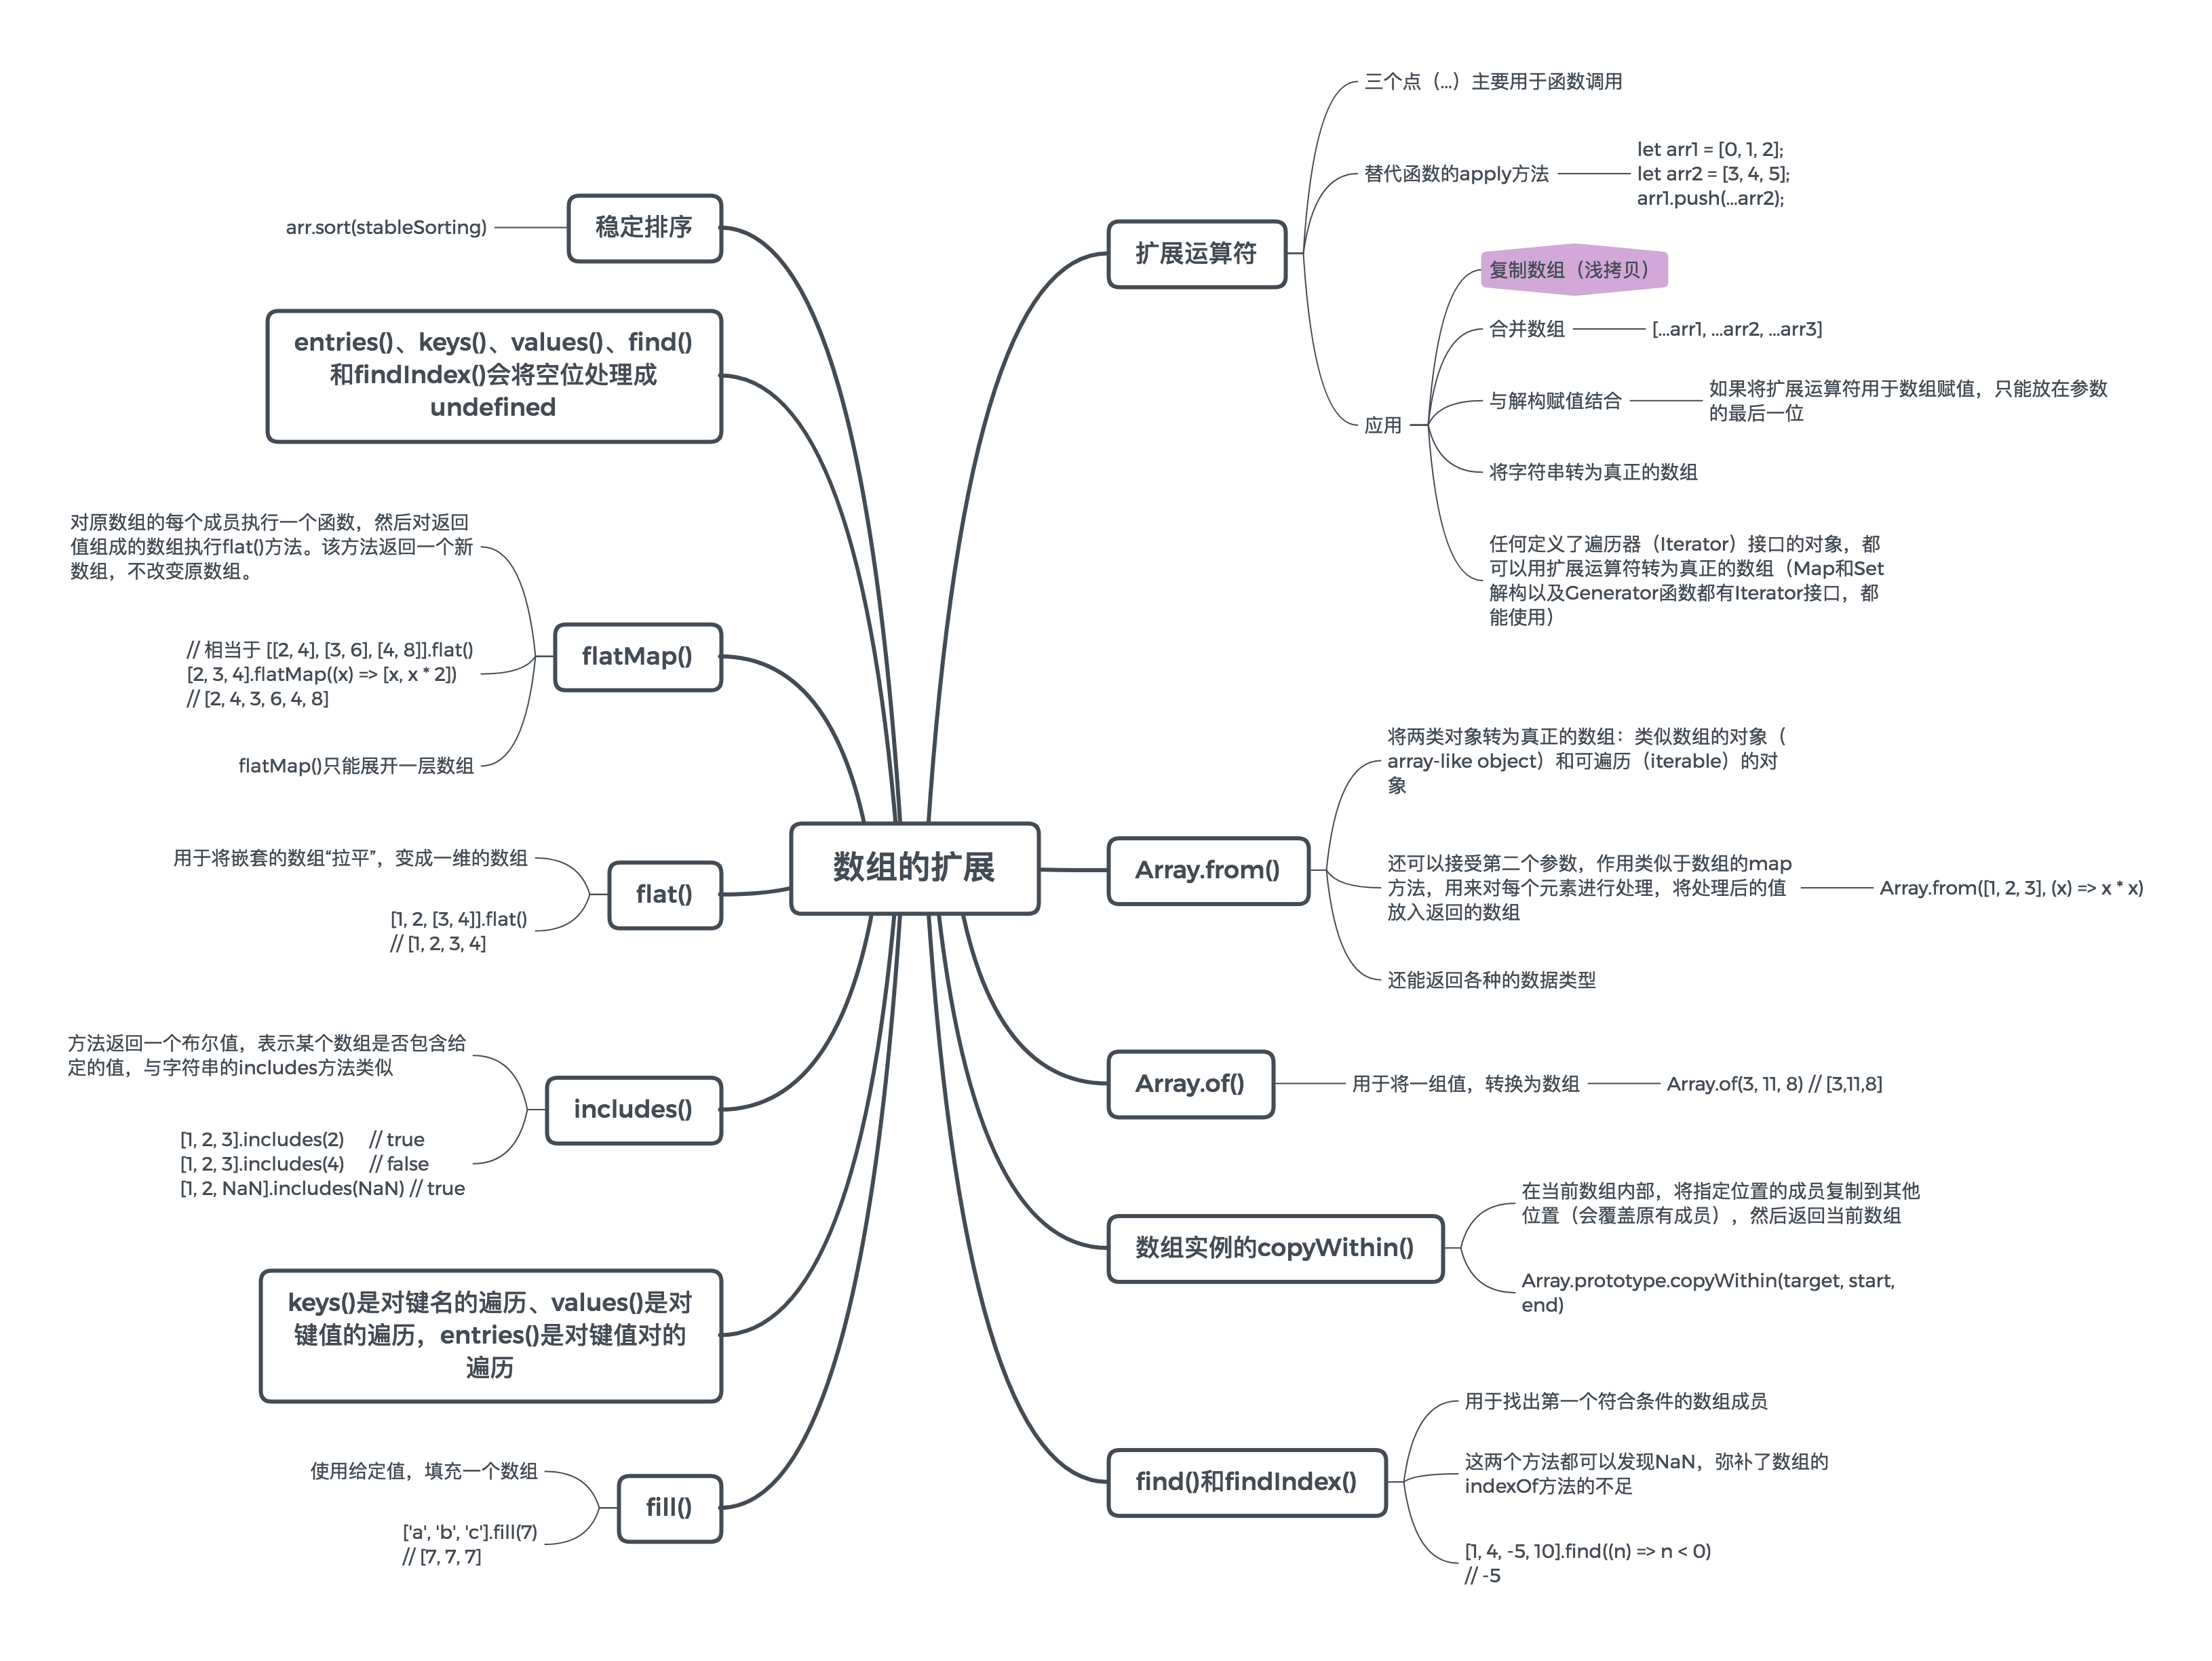 数组的扩展
扩展运算符
三个点（...）主要用于函数调用
替代函数的apply方法
let arr1 = [0, 1, 2];
let arr2 = [3, 4, 5];
arr1.push(...arr2);
应用
复制数组（浅拷贝）
合并数组
[...arr1, ...arr2, ...arr3]
与解构赋值结合
如果将扩展运算符用于数组赋值，只能放在参数
的最后一位
将字符串转为真正的数组
任何定义了遍历器（Iterator）接口的对象，都
可以用扩展运算符转为真正的数组（Map和Set
解构以及Generator函数都有Iterator接口，都
能使用）
Array.from()
将两类对象转为真正的数组：类似数组的对象（
array-like object）和可遍历（iterable）的对
象
还可以接受第二个参数，作用类似于数组的map
方法，用来对每个元素进行处理，将处理后的值
放入返回的数组
Array.from([1, 2, 3], (x) => x * x)
还能返回各种的数据类型
Array.of()
用于将一组值，转换为数组
Array.of(3, 11, 8) // [3,11,8]
数组实例的copyWithin()
在当前数组内部，将指定位置的成员复制到其他
位置（会覆盖原有成员），然后返回当前数组
Array.prototype.copyWithin(target, start,
end)
find()和findIndex()
用于找出第一个符合条件的数组成员
这两个方法都可以发现NaN，弥补了数组的
indexOf方法的不足
[1, 4, -5, 10].find((n) => n < 0)
// -5
稳定排序
arr.sort(stableSorting)
entries()、keys()、values()、find()
和findIndex()会将空位处理成
undefined
flatMap()
对原数组的每个成员执行一个函数，然后对返回
值组成的数组执行flat()方法。该方法返回一个新
数组，不改变原数组。
// 相当于 [[2, 4], [3, 6], [4, 8]].flat()
[2, 3, 4].flatMap((x) => [x, x * 2])
// [2, 4, 3, 6, 4, 8]
flatMap()只能展开一层数组
flat()
用于将嵌套的数组“拉平”，变成一维的数组
[1, 2, [3, 4]].flat()
// [1, 2, 3, 4]
includes()
方法返回一个布尔值，表示某个数组是否包含给
定的值，与字符串的includes方法类似
[1, 2, 3].includes(2)     // true
[1, 2, 3].includes(4)     // false
[1, 2, NaN].includes(NaN) // true
keys()是对键名的遍历、values()是对
键值的遍历，entries()是对键值对的
遍历
fill()
使用给定值，填充一个数组
['a', 'b', 'c'].fill(7)
// [7, 7, 7]